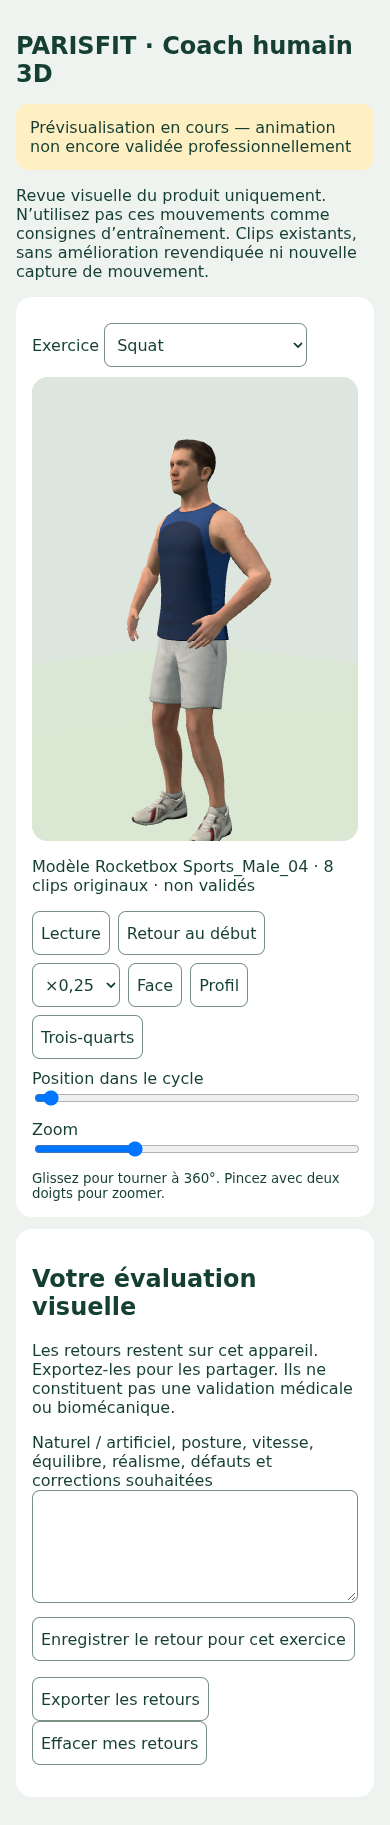 PARISFIT · Coach humain
3D
Prévisualisation en cours — animation
non encore validée professionnellement
Revue visuelle du produit uniquement.
N’utilisez pas ces mouvements comme
consignes d’entraînement. Clips existants,
sans amélioration revendiquée ni nouvelle
capture de mouvement.
Exercice Squat
Modèle Rocketbox Sports_Male_04 · 8
clips originaux · non validés
Lecture Retour au début
×0,25 Face Profil
Trois-quarts
Position dans le cycle
Zoom
Glissez pour tourner à 360°. Pincez avec deux
doigts pour zoomer.
Votre évaluation
visuelle
Les retours restent sur cet appareil.
Exportez-les pour les partager. Ils ne
constituent pas une validation médicale
ou biomécanique.
Naturel / artificiel, posture, vitesse,
équilibre, réalisme, défauts et
corrections souhaitées
Enregistrer le retour pour cet exercice
Exporter les retours
Effacer mes retours